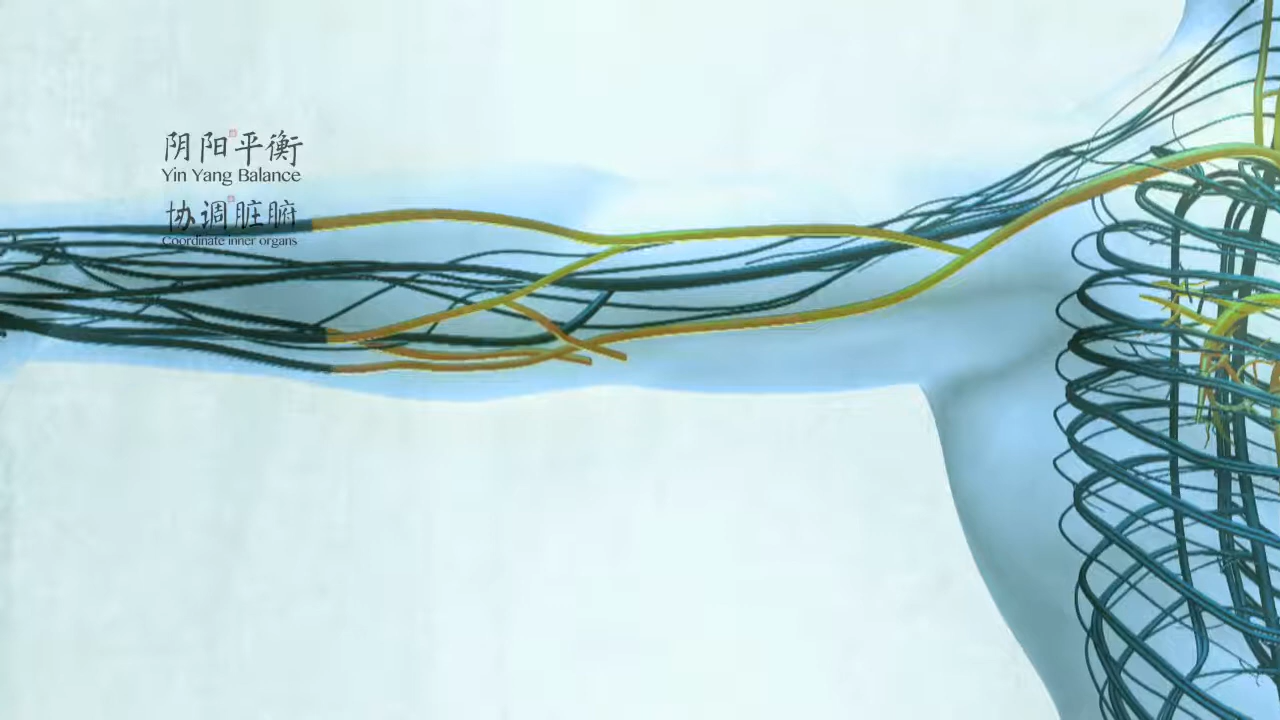 阴阳平衡
Yin Yang Balance
协调脏腑
Coordinate inner organs